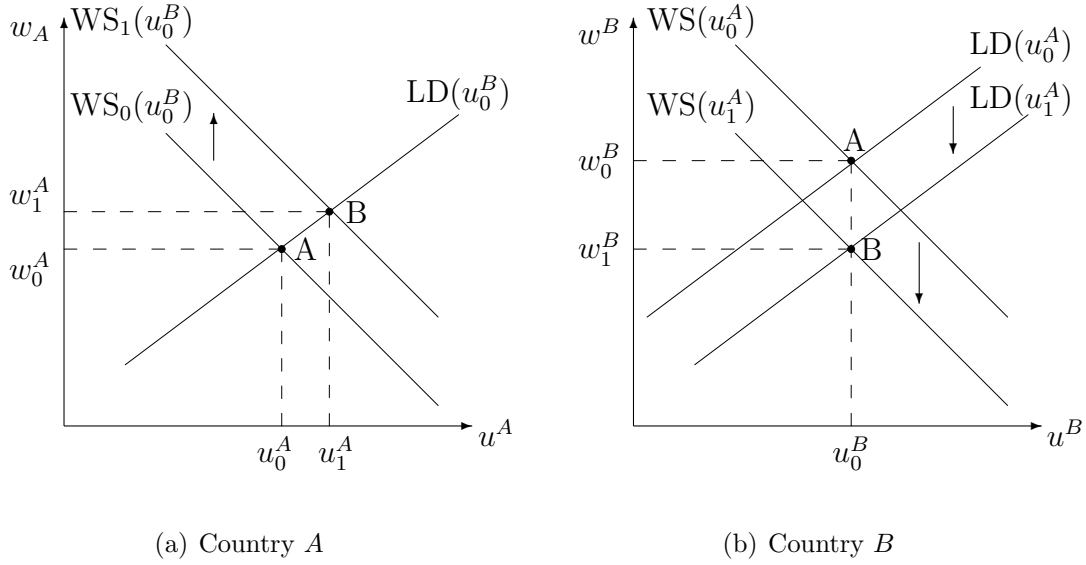 w_A
WS_1(u_0^B)
WS_0(u_0^B)
LD(u_0^B)
w_1^A
B
A
w_0^A
u_0^A
u_1^A
u^A
(a) Country A
w^B
WS(u_0^A)
LD(u_0^A)
WS(u_1^A)
LD(u_1^A)
A
w_0^B
w_1^B
B
u_0^B
u^B
(b) Country B